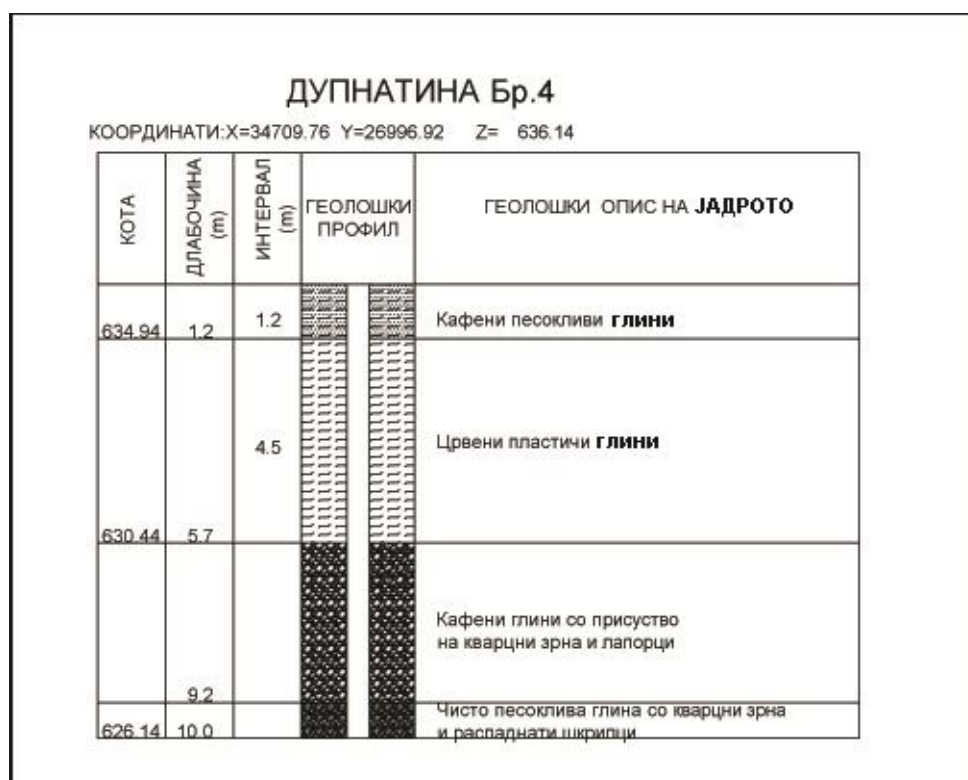 ДУПНАТИНА Бр.4
КООРДИНАТИ:X=34709.76 Y=26996.92 Z= 636.14
КОТА
ДЛАБОЧИНА
(m)
ИНТЕРВАЛ
(m)
ГЕОЛОШКИ
ПРОФИЛ
ГЕОЛОШКИ ОПИС НА ЈАДРОТО
634.94 1.2 1.2 Кафени песокливи глини
4.5 Црвени пластичи глини
630.44 5.7
Кафени глини со присуство
на кварцни зрна и лапорци
9.2
Чисто песоклива глина со кварцни зрна
626.14 10.0 и распаднати шкрилци